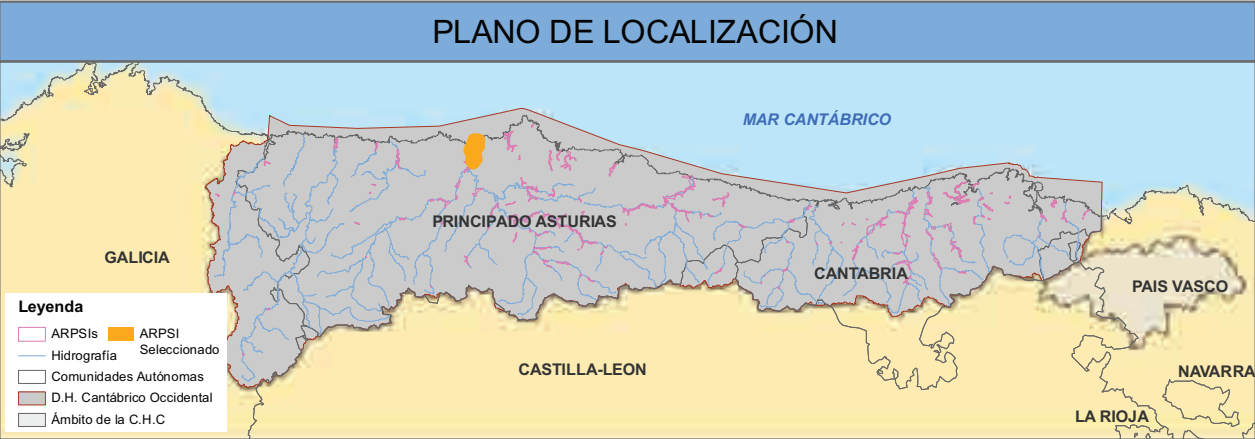 PLANO DE LOCALIZACIÓN
MAR CANTÁBRICO
PRINCIPADO ASTURIAS
GALICIA
CANTABRIA
PAIS VASCO
CASTILLA-LEON
NAVARRA
LA RIOJA
Leyenda
ARPSIs
ARPSI
Seleccionado
Hidrografía
Comunidades Autónomas
D.H. Cantábrico Occidental
Ámbito de la C.H.C